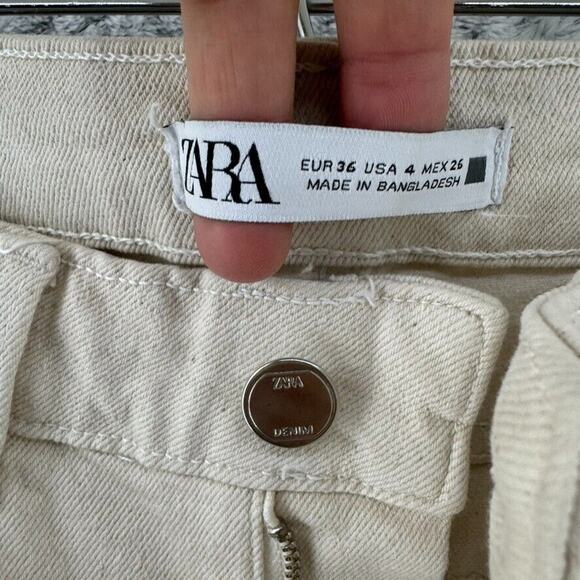 ZARA
EUR 36 USA 4 MEX 26
MADE IN BANGLADESH
ZARA
DENIM